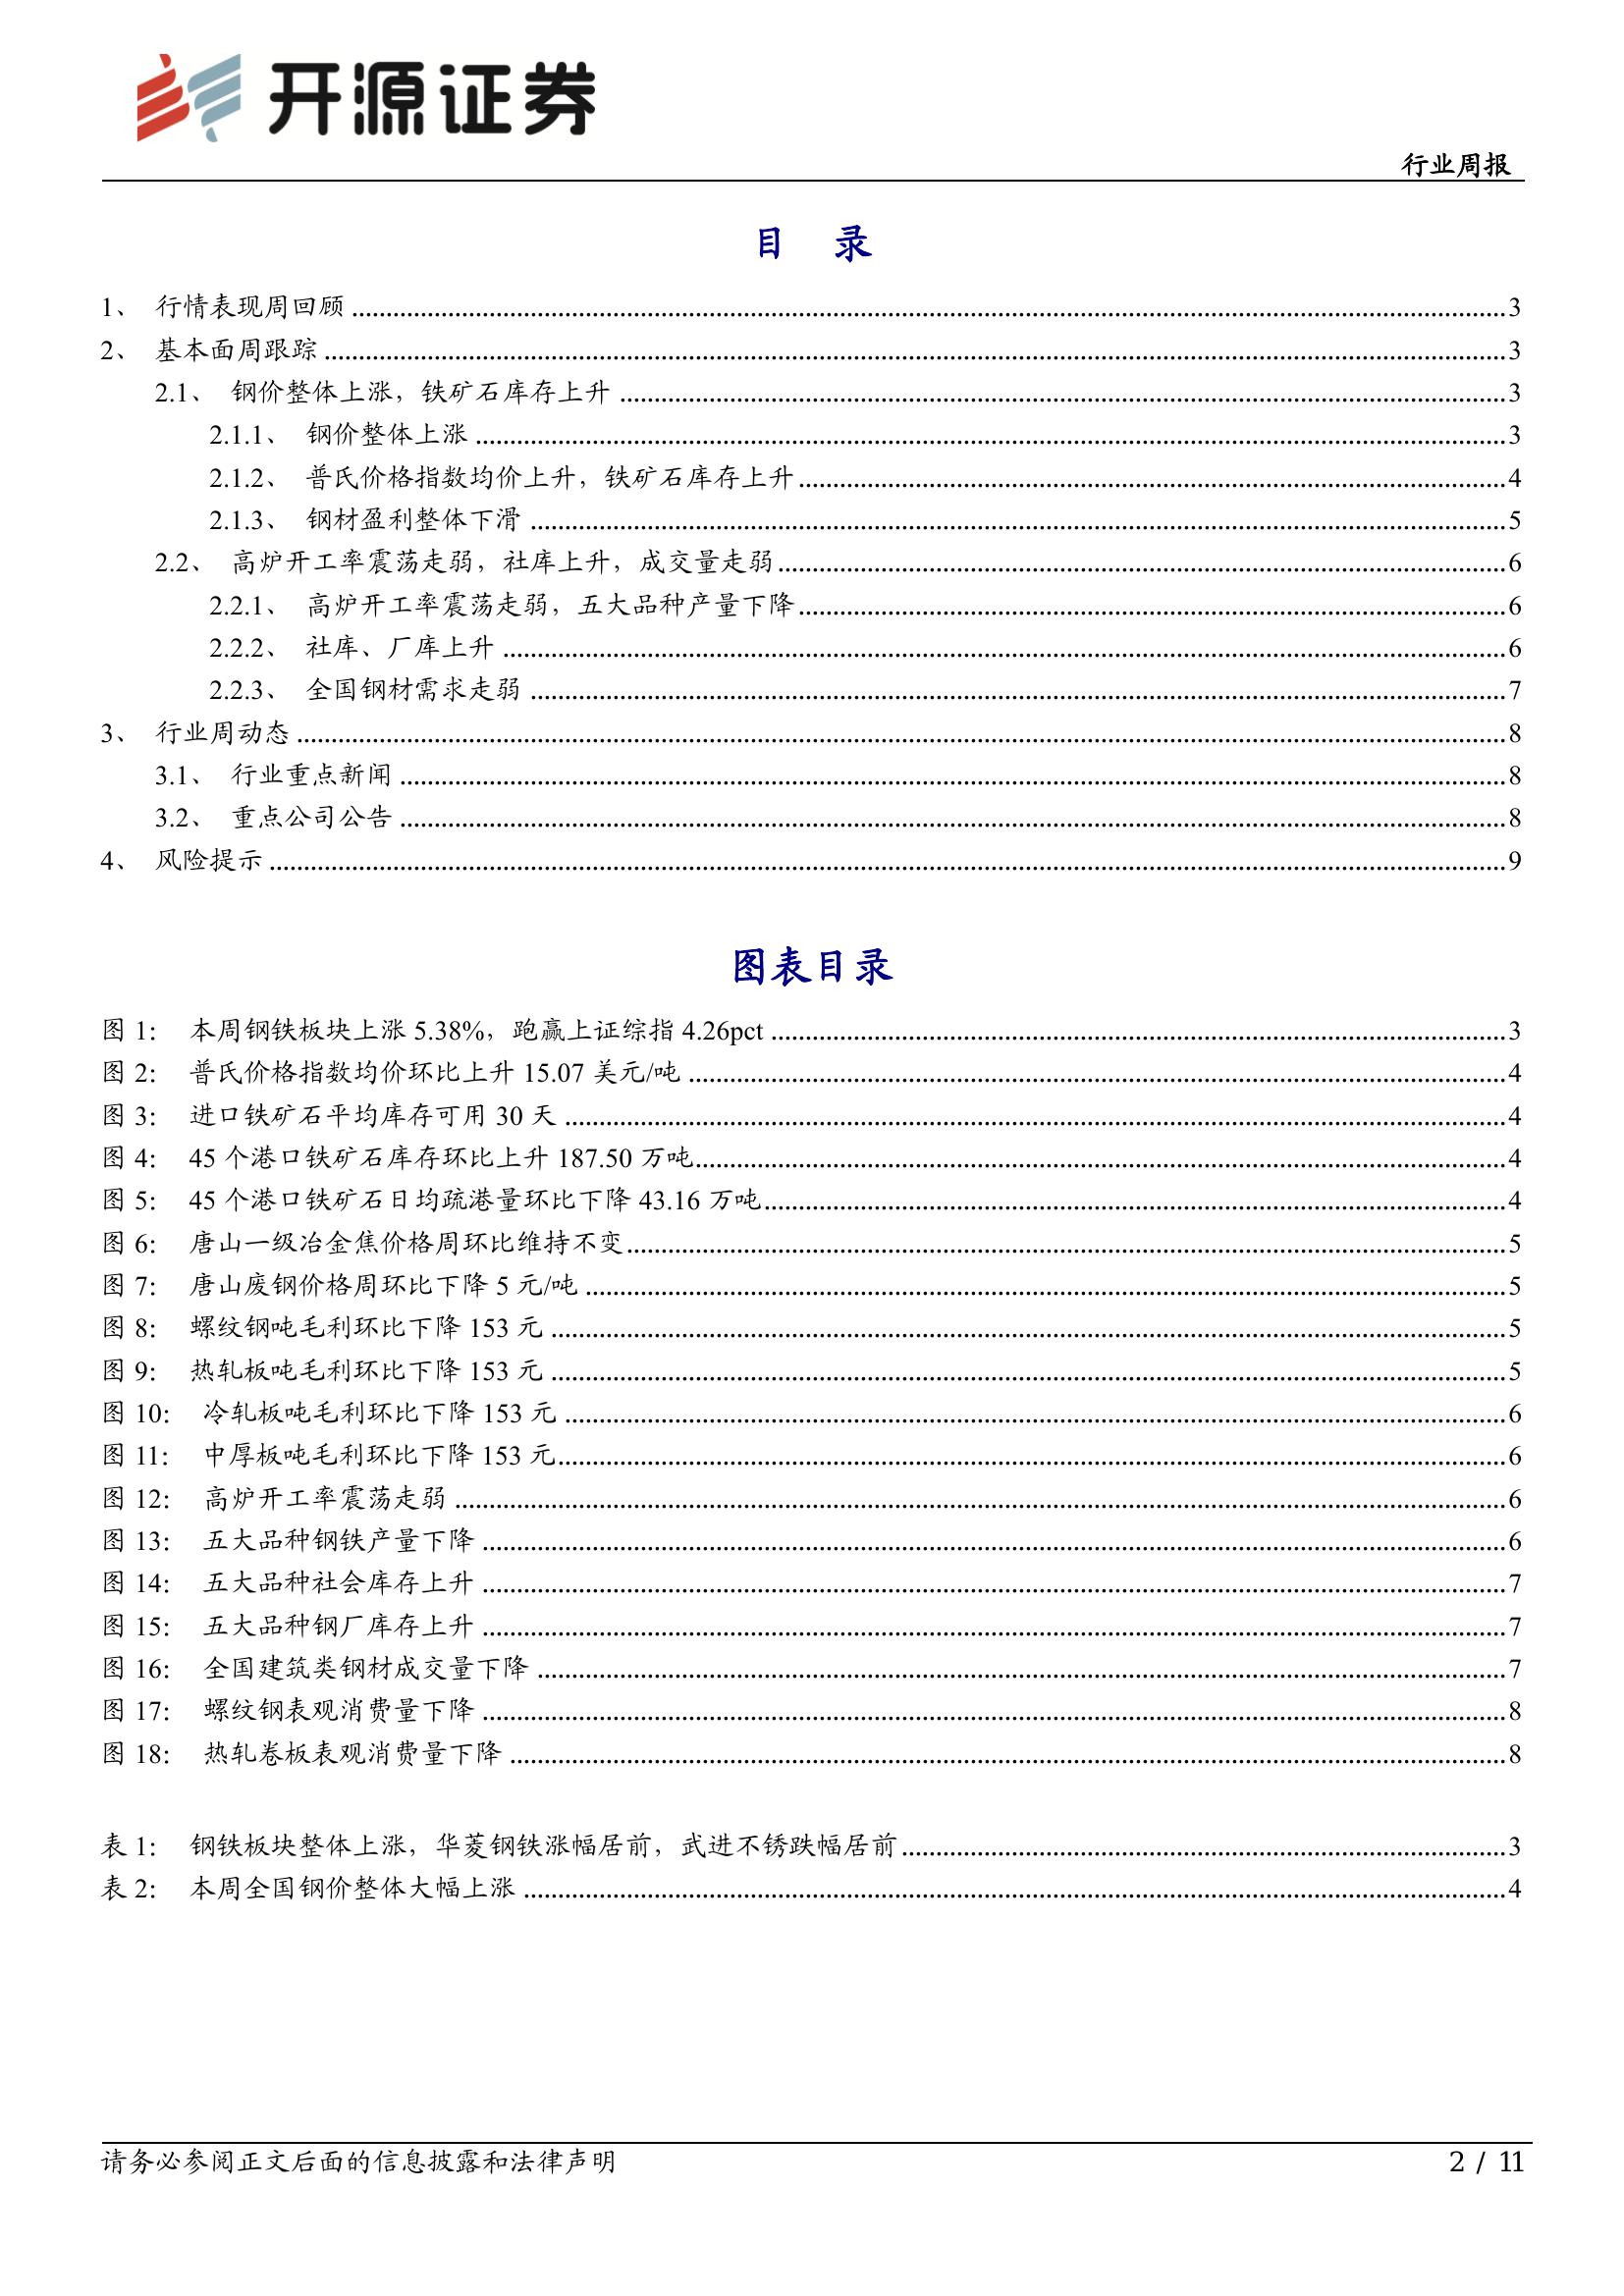 开源证券
行业周报
目 录
1、 行情表现周回顾 3
2、 基本面周跟踪 3
2.1、 钢价整体上涨，铁矿石库存上升 3
2.1.1、 钢价整体上涨 3
2.1.2、 普氏价格指数均价上升，铁矿石库存上升 4
2.1.3、 钢材盈利整体下滑 5
2.2、 高炉开工率震荡走弱，社库上升，成交量走弱 6
2.2.1、 高炉开工率震荡走弱，五大品种产量下降 6
2.2.2、 社库、厂库上升 6
2.2.3、 全国钢材需求走弱 7
3、 行业周动态 8
3.1、 行业重点新闻 8
3.2、 重点公司公告 8
4、 风险提示 9
图表目录
图 1： 本周钢铁板块上涨 5.38%，跑赢上证综指 4.26pct 3
图 2： 普氏价格指数均价环比上升 15.07 美元/吨 4
图 3： 进口铁矿石平均库存可用 30 天 4
图 4： 45 个港口铁矿石库存环比上升 187.50 万吨 4
图 5： 45 个港口铁矿石日均疏港量环比下降 43.16 万吨 4
图 6： 唐山一级冶金焦价格周环比维持不变 5
图 7： 唐山废钢价格周环比下降 5 元/吨 5
图 8： 螺纹钢吨毛利环比下降 153 元 5
图 9： 热轧板吨毛利环比下降 153 元 5
图 10： 冷轧板吨毛利环比下降 153 元 6
图 11： 中厚板吨毛利环比下降 153 元 6
图 12： 高炉开工率震荡走弱 6
图 13： 五大品种钢铁产量下降 6
图 14： 五大品种社会库存上升 7
图 15： 五大品种钢厂库存上升 7
图 16： 全国建筑类钢材成交量下降 7
图 17： 螺纹钢表观消费量下降 8
图 18： 热轧卷板表观消费量下降 8
表 1： 钢铁板块整体上涨，华菱钢铁涨幅居前，武进不锈跌幅居前 3
表 2： 本周全国钢价整体大幅上涨 4
请务必参阅正文后面的信息披露和法律声明 2 / 11